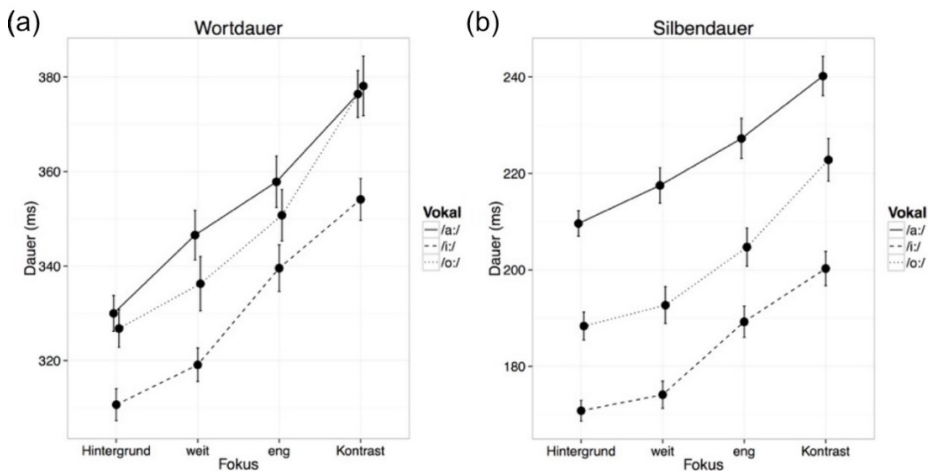 (a)
Wortdauer
380
360
340
320
Dauer (ms)
Hintergrund weit eng Kontrast
Fokus
Vokal
/a:/
/i:/
/o:/
(b)
Silbendauer
240
220
200
180
Dauer (ms)
Hintergrund weit eng Kontrast
Fokus
Vokal
/a:/
/i:/
/o:/